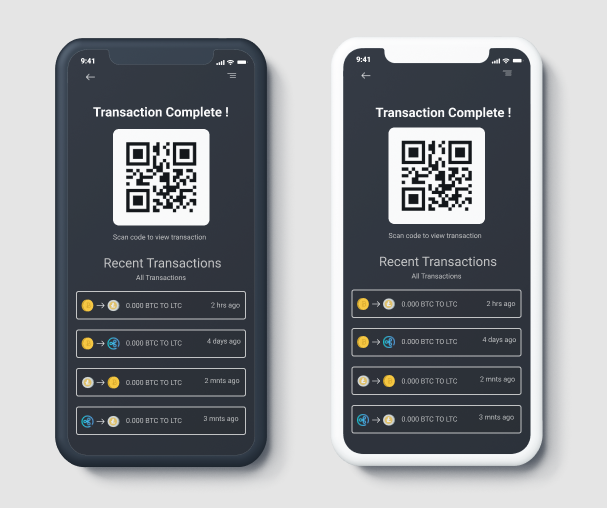 9:41
Transaction Complete !
Scan code to view transaction
Recent Transactions
All Transactions
0.000 BTC TO LTC 2 hrs ago
0.000 BTC TO LTC 4 days ago
0.000 BTC TO LTC 2 mnts ago
0.000 BTC TO LTC 3 mnts ago
9:41
Transaction Complete !
Scan code to view transaction
Recent Transactions
All Transactions
0.000 BTC TO LTC 2 hrs ago
0.000 BTC TO LTC 4 days ago
0.000 BTC TO LTC 2 mnts ago
0.000 BTC TO LTC 3 mnts ago